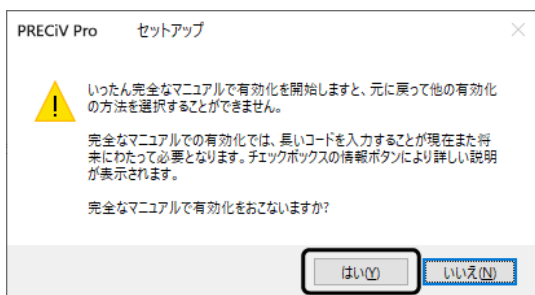 PRECiV Pro セットアップ
いったん完全なマニュアルで有効化を開始しますと、元に戻って他の有効化
の方法を選択することができません。
完全なマニュアルでの有効化では、長いコードを入力することが現在また将
来にわたって必要となります。チェックボックスの情報ボタンにより詳しい説明
が表示されます。
完全なマニュアルで有効化をおこないますか?
はい(Y) いいえ(N)